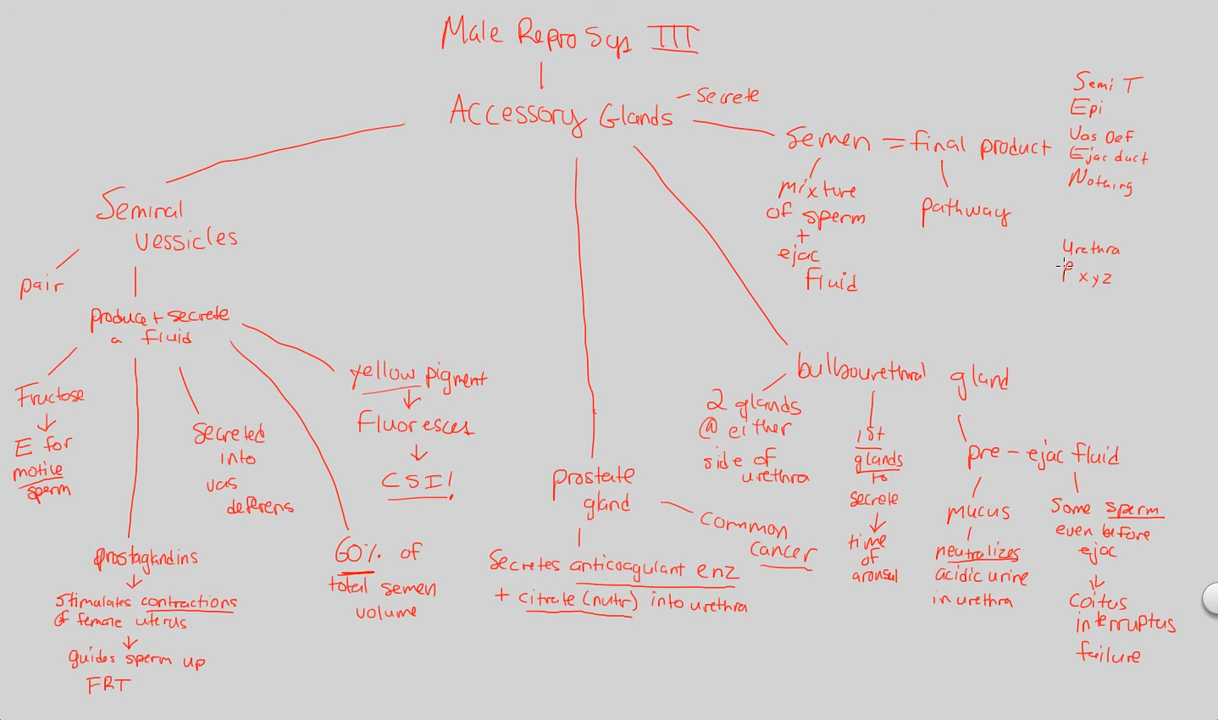 Male Repro Sys III
Accessory Glands
- Secrete
Semen = final product
mixture
of sperm
+
ejac
fluid
pathway
Semi T
Epi
Vas Def
Ejac duct
Nothing
Urethra
P x y z
Seminal
vessicles
pair
produce + secrete
a fluid
Fructose
E for
motile
sperm
prostaglandins
stimulates contractions
of female uterus
guides sperm up
FRT
Secreted
into
vas
deferens
60% of
total semen
volume
yellow pigment
Fluoresces
CSI!
prostate
gland
Secretes anticoagulant enz
+ citrate (nutr) into urethra
common
cancer
bulbourethral gland
2 glands
@ either
side of
urethra
1st
glands
to
secrete
time
of
arousal
pre - ejac fluid
mucus
neutralizes
acidic urine
in urethra
Some sperm
even before
ejac
coitus
interruptus
failure